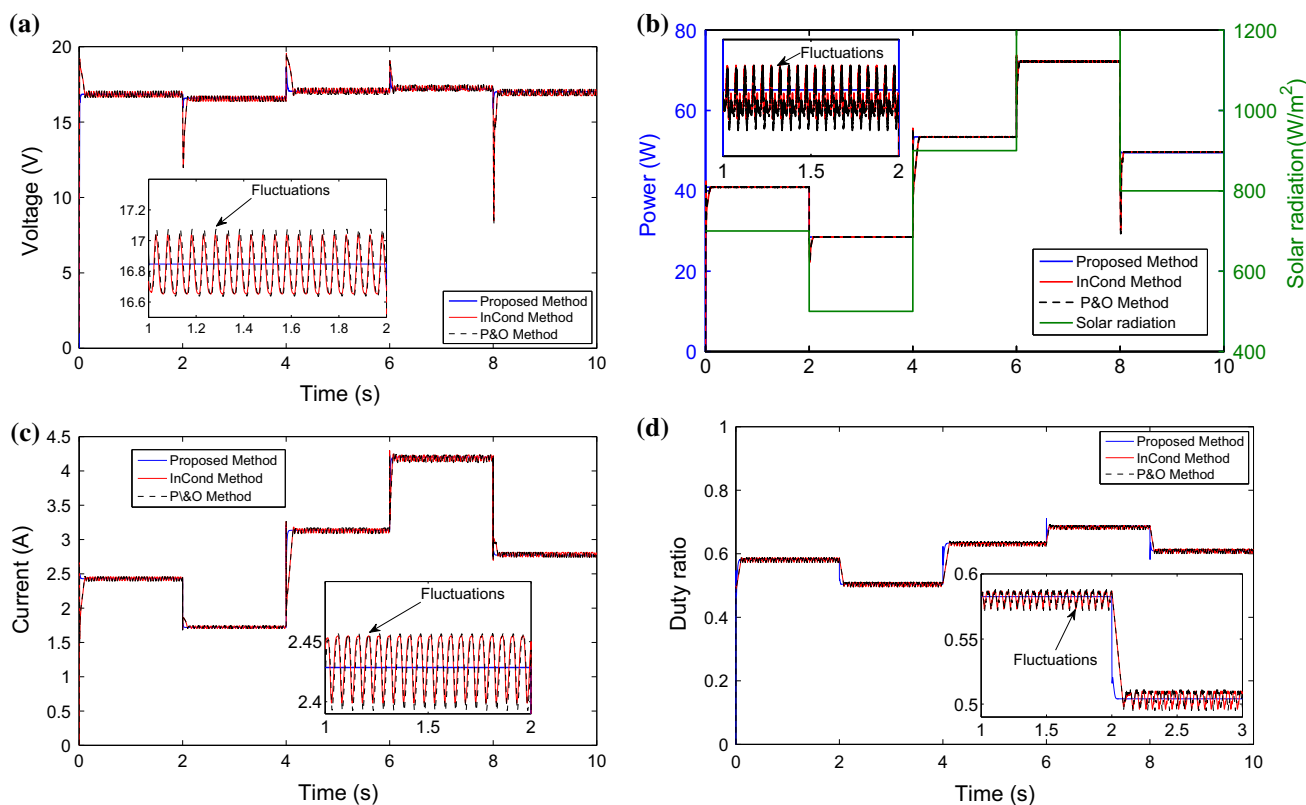 (a)
20
15
10
5
0
Voltage (V)
0 2 4 6 8 10
Time (s)
Fluctuations
17.2
17
16.8
16.6
1 1.2 1.4 1.6 1.8 2
Proposed Method
InCond Method
P&O Method
(b)
80
60
40
20
0
Power (W)
0 2 4 6 8 10
Time (s)
1200
1000
800
600
400
Solar radiation(W/m²)
Fluctuations
1 1.5 2
Proposed Method
InCond Method
P&O Method
Solar radiation
(c)
4.5
4
3.5
3
2.5
2
1.5
1
0.5
0
Current (A)
0 2 4 6 8 10
Time (s)
Proposed Method
InCond Method
P\&O Method
Fluctuations
2.45
2.4
1 1.5 2
(d)
1
0.8
0.6
0.4
0.2
0
Duty ratio
0 2 4 6 8 10
Time (s)
Proposed Method
InCond Method
P&O Method
0.6
0.55
0.5
Fluctuations
1 1.5 2 2.5 3